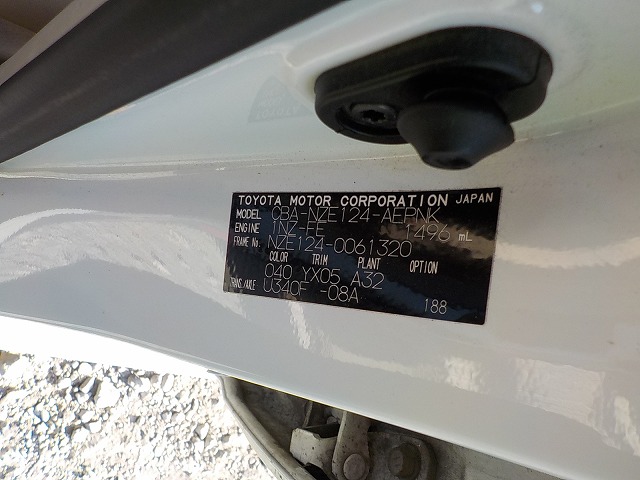 TOYOTA MOTOR CORPORATION JAPAN
MODEL CBA-NZE124-AEPNK
ENGINE 1NZ-FE 1496 mL
FRAME No. NZE124-0061320
COLOR TRIM PLANT OPTION
040 YX05 A32
TRANS/AXLE U340F -08A
188